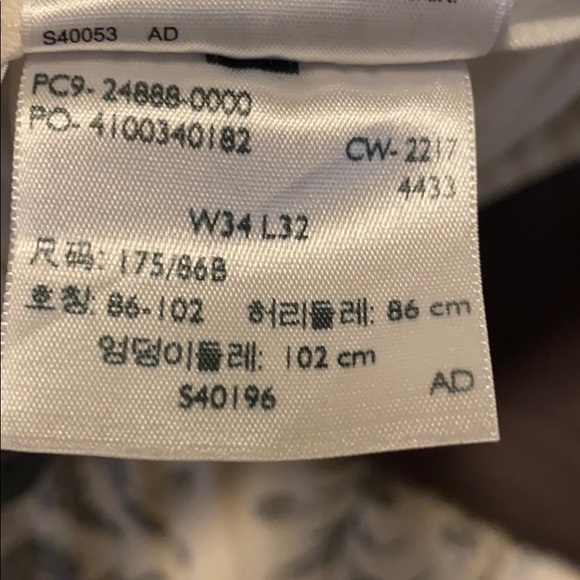 S40053 AD
PC9-24888-0000
PO-4100340182
CW-2217
4433
W34 L32
尺码: 175/86B
호칭: 86-102 허리둘레: 86 cm
엉덩이둘레: 102 cm
S40196 AD